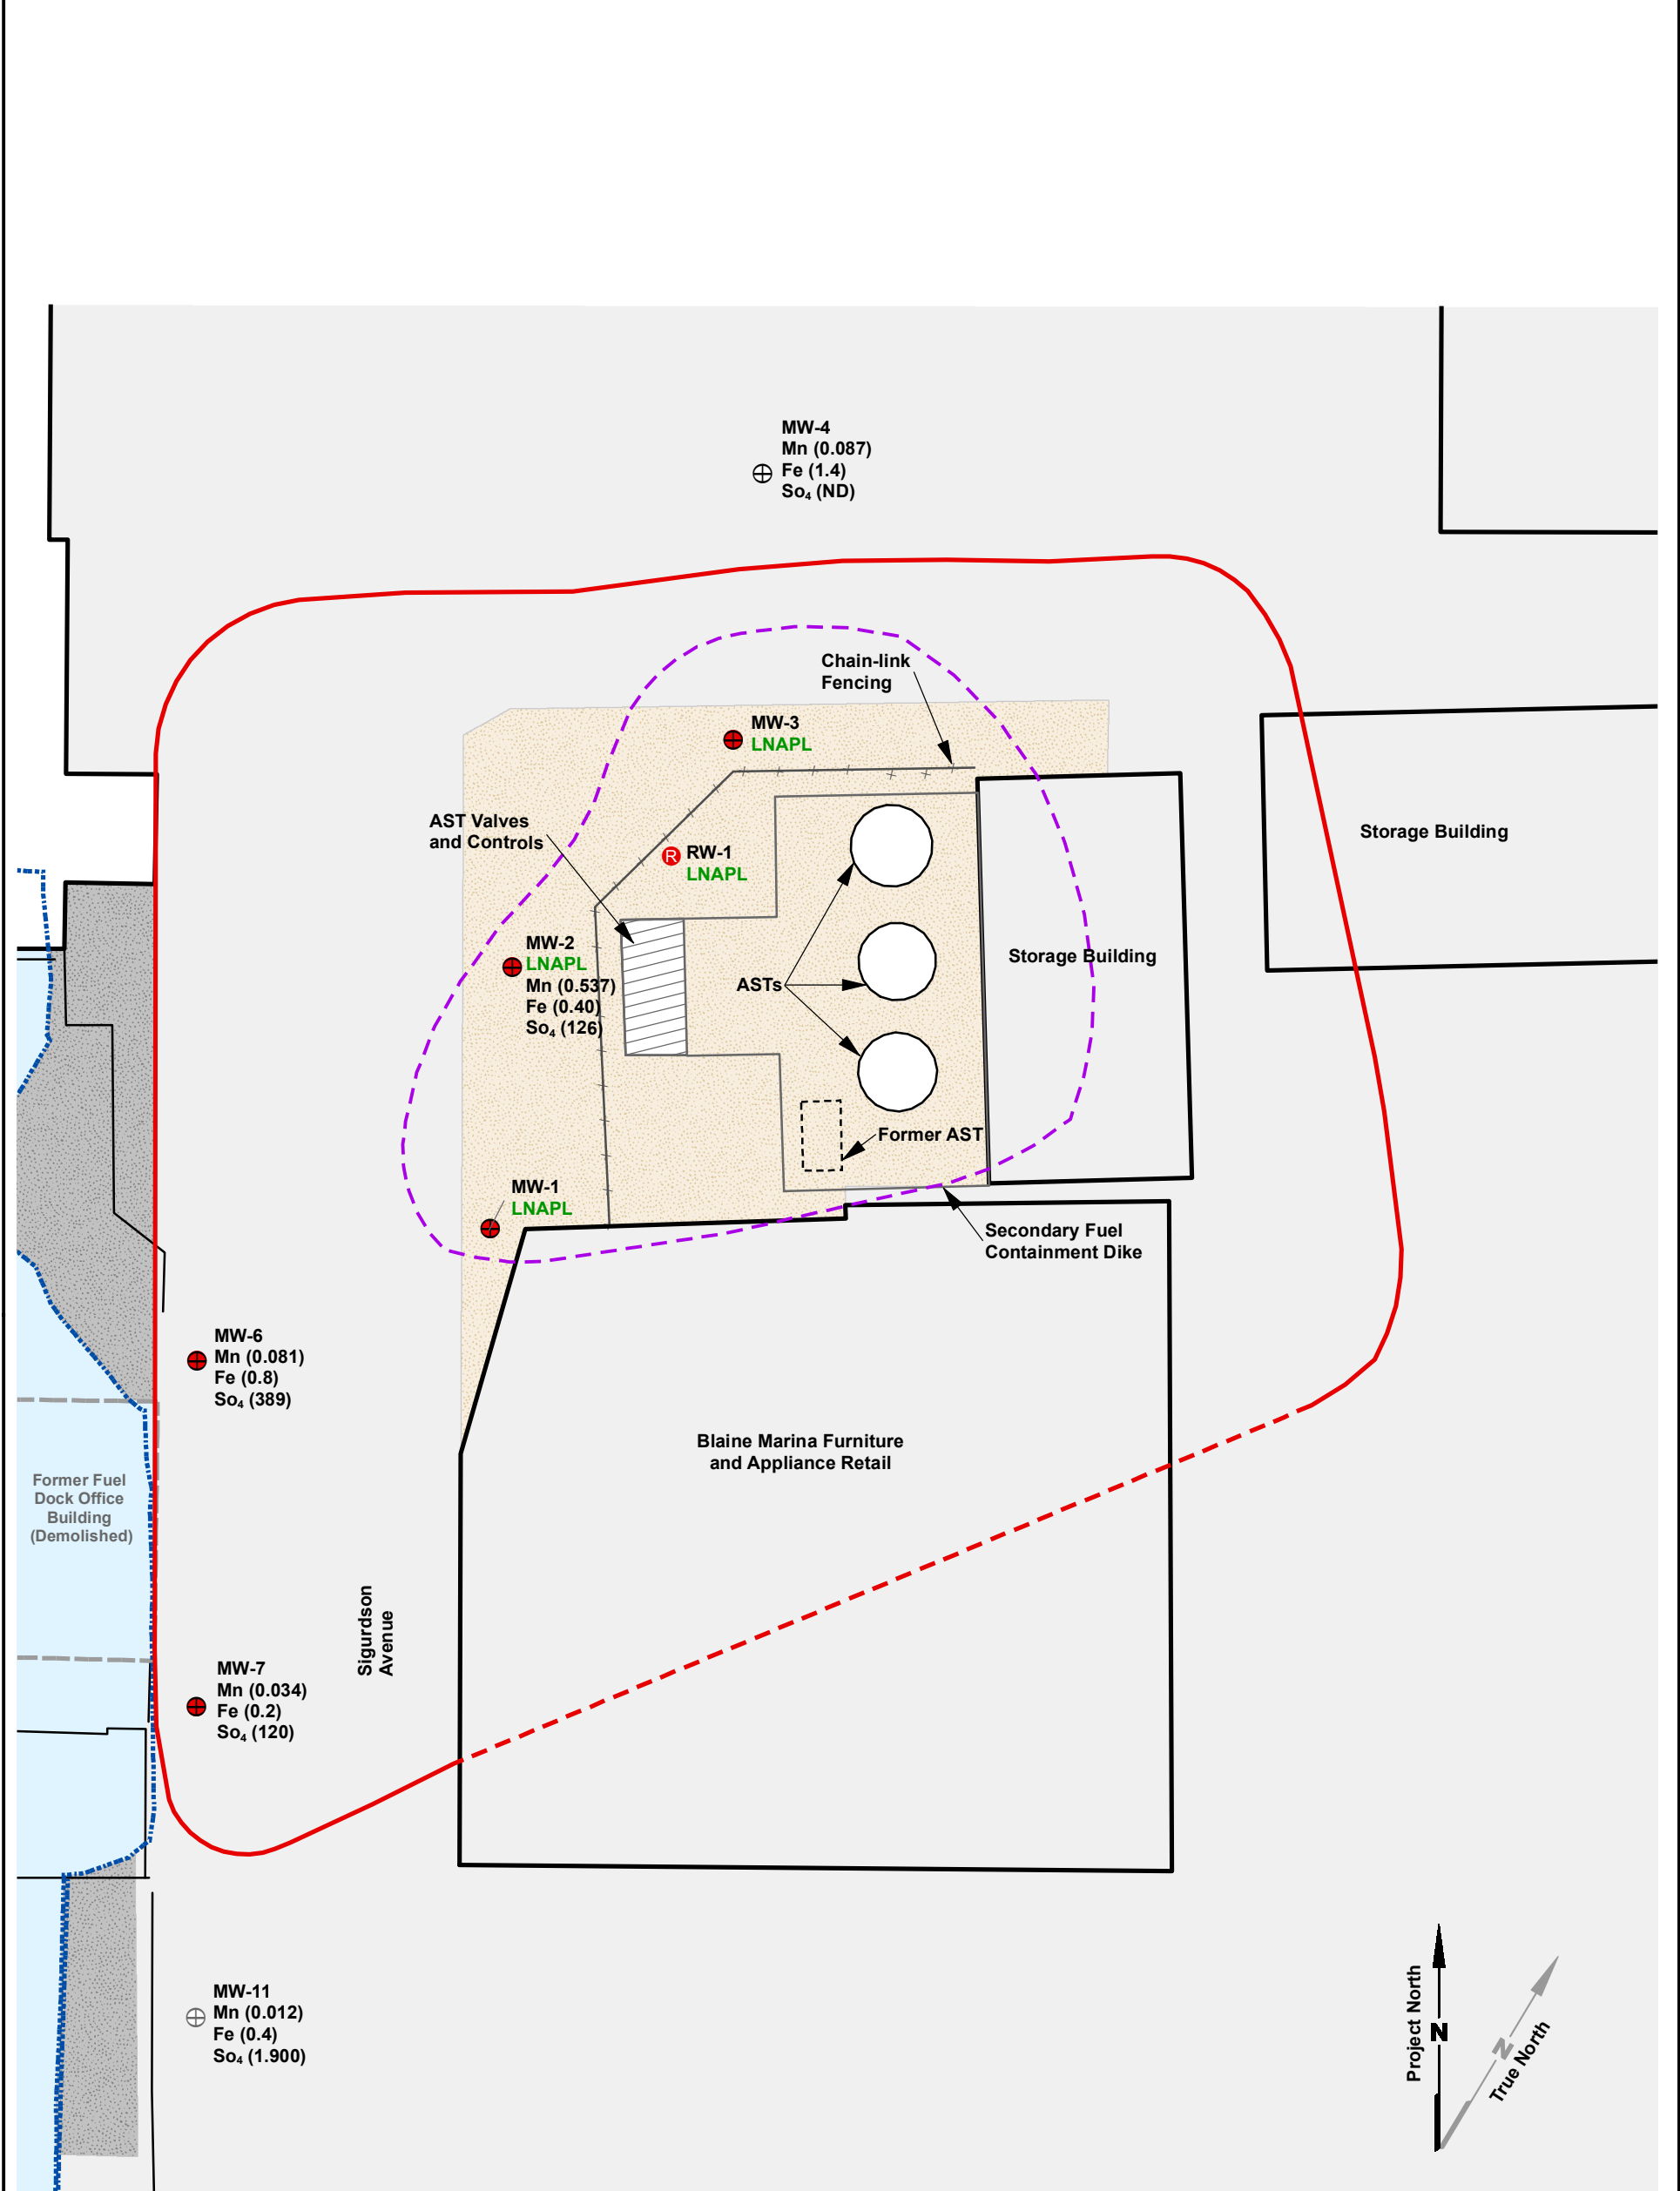 MW-4
Mn (0.087)
Fe (1.4)
So₄ (ND)
Chain-link
Fencing
MW-3
LNAPL
AST Valves
and Controls
R
RW-1
LNAPL
Storage Building
MW-2
LNAPL
Mn (0.537)
Fe (0.40)
So₄ (126)
ASTs
Storage Building
Former AST
MW-1
LNAPL
Secondary Fuel
Containment Dike
MW-6
Mn (0.081)
Fe (0.8)
So₄ (389)
Blaine Marina Furniture
and Appliance Retail
Former Fuel
Dock Office
Building
(Demolished)
Sigurdson
Avenue
MW-7
Mn (0.034)
Fe (0.2)
So₄ (120)
MW-11
Mn (0.012)
Fe (0.4)
So₄ (1.900)
Project North
N
N
True North